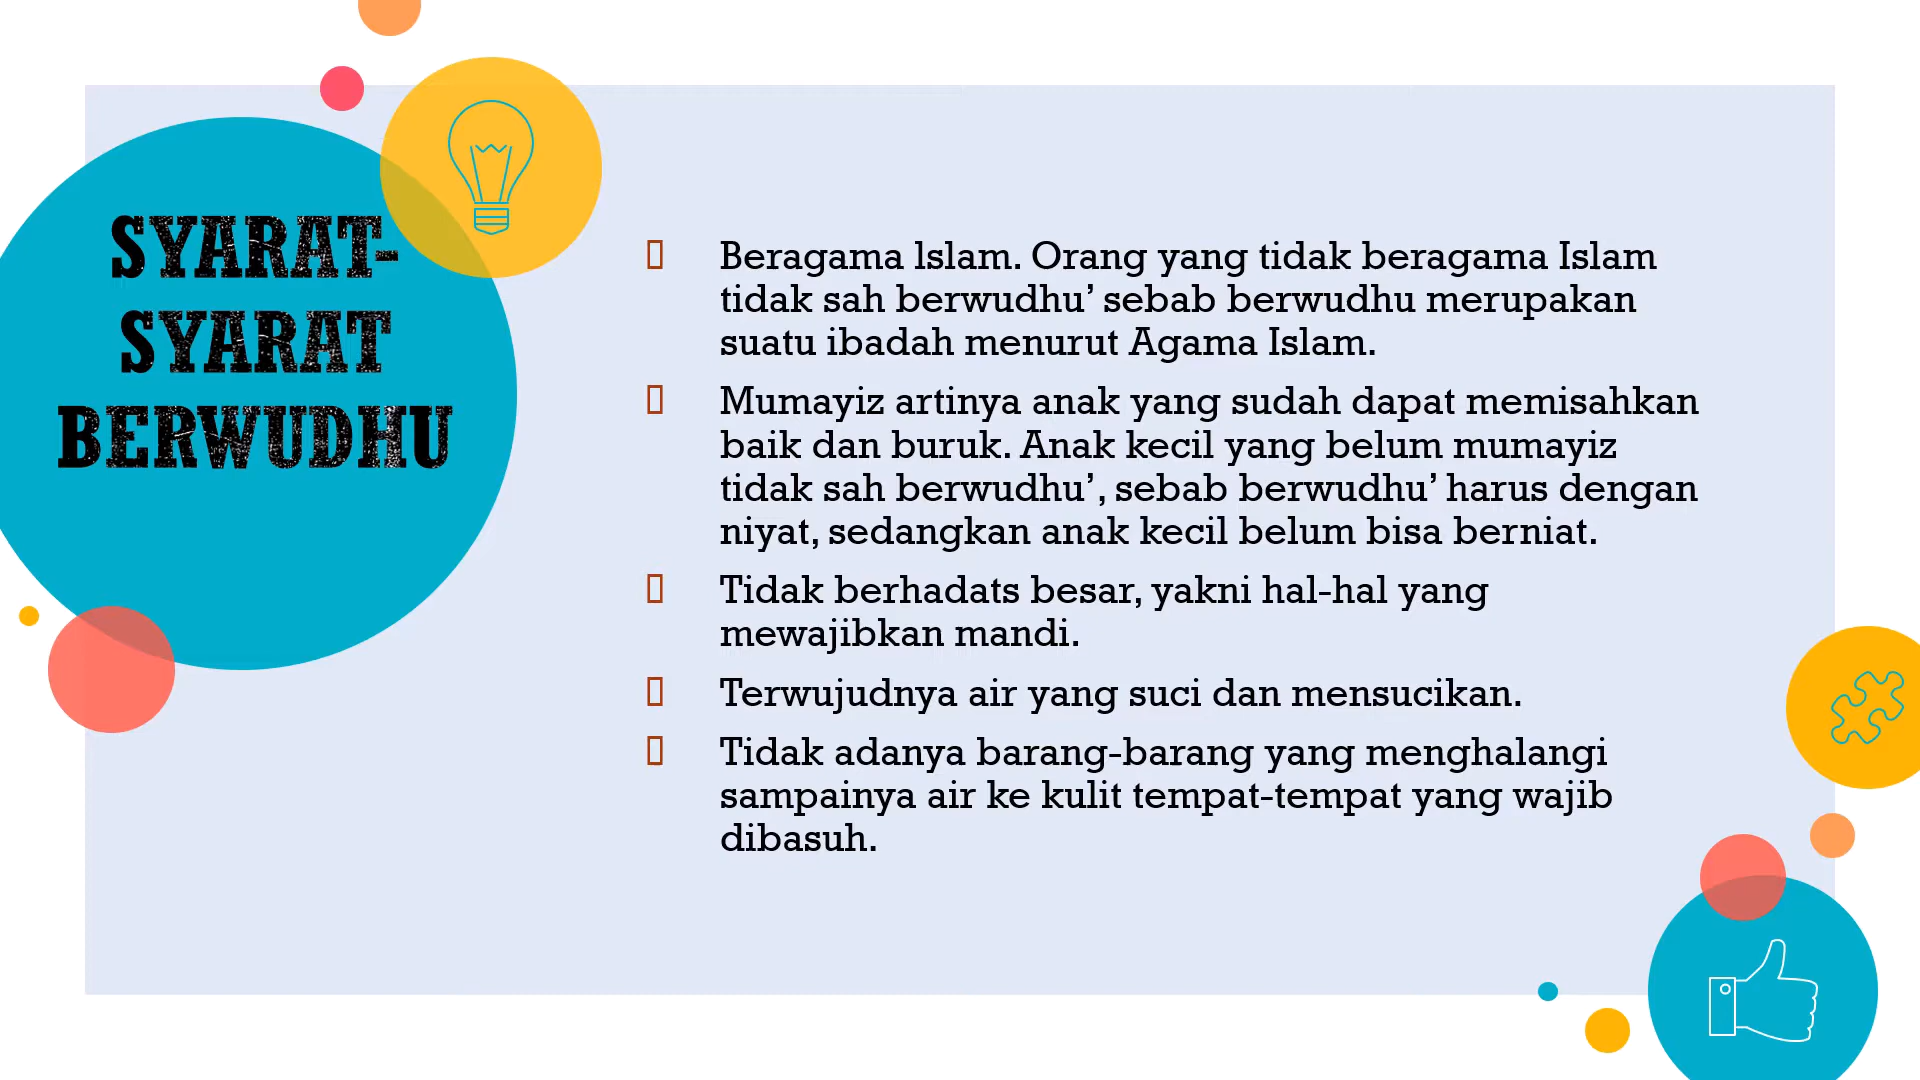 SYARAT-
SYARAT
BERWUDHU
Beragama lslam. Orang yang tidak beragama Islam
tidak sah berwudhu’ sebab berwudhu merupakan
suatu ibadah menurut Agama Islam.
Mumayiz artinya anak yang sudah dapat memisahkan
baik dan buruk. Anak kecil yang belum mumayiz
tidak sah berwudhu’, sebab berwudhu’ harus dengan
niyat, sedangkan anak kecil belum bisa berniat.
Tidak berhadats besar, yakni hal-hal yang
mewajibkan mandi.
Terwujudnya air yang suci dan mensucikan.
Tidak adanya barang-barang yang menghalangi
sampainya air ke kulit tempat-tempat yang wajib
dibasuh.